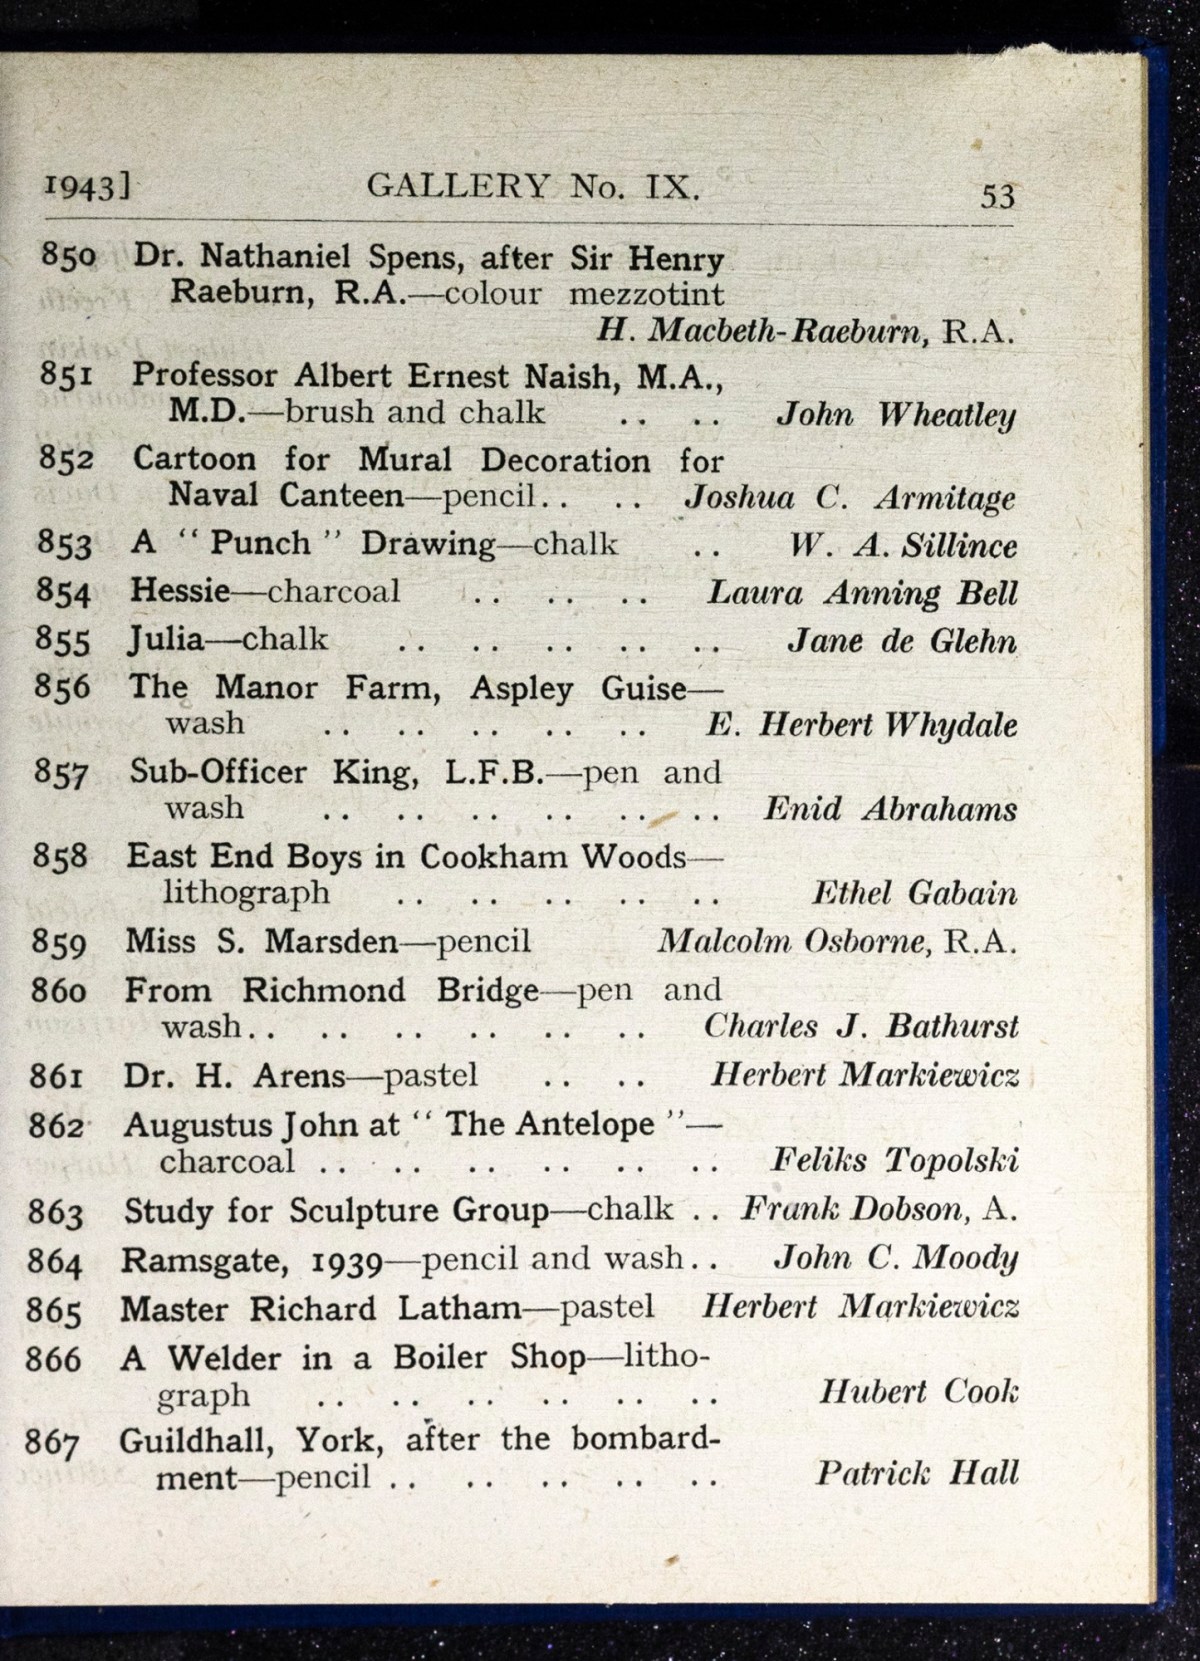 1943] GALLERY No. IX. 53
850 Dr. Nathaniel Spens, after Sir Henry
Raeburn, R.A.—colour mezzotint
H. Macbeth-Raeburn, R.A.
851 Professor Albert Ernest Naish, M.A.,
M.D.—brush and chalk .. .. John Wheatley
852 Cartoon for Mural Decoration for
Naval Canteen—pencil.. .. Joshua C. Armitage
853 A “ Punch ” Drawing—chalk .. W. A. Sillince
854 Hessie—charcoal .. .. .. Laura Anning Bell
855 Julia—chalk .. .. .. .. .. Jane de Glehn
856 The Manor Farm, Aspley Guise—
wash .. .. .. .. .. E. Herbert Whydale
857 Sub-Officer King, L.F.B.—pen and
wash .. .. .. .. .. .. Enid Abrahams
858 East End Boys in Cookham Woods—
lithograph .. .. .. .. .. Ethel Gabain
859 Miss S. Marsden—pencil Malcolm Osborne, R.A.
860 From Richmond Bridge—pen and
wash.. .. .. .. .. .. Charles J. Bathurst
861 Dr. H. Arens—pastel .. .. Herbert Markiewicz
862 Augustus John at “ The Antelope ”—
charcoal .. .. .. .. .. .. Feliks Topolski
863 Study for Sculpture Group—chalk .. Frank Dobson, A.
864 Ramsgate, 1939—pencil and wash.. John C. Moody
865 Master Richard Latham—pastel Herbert Markiewicz
866 A Welder in a Boiler Shop—litho-
graph .. .. .. .. .. .. Hubert Cook
867 Guildhall, York, after the bombard-
ment—pencil .. .. .. .. .. Patrick Hall